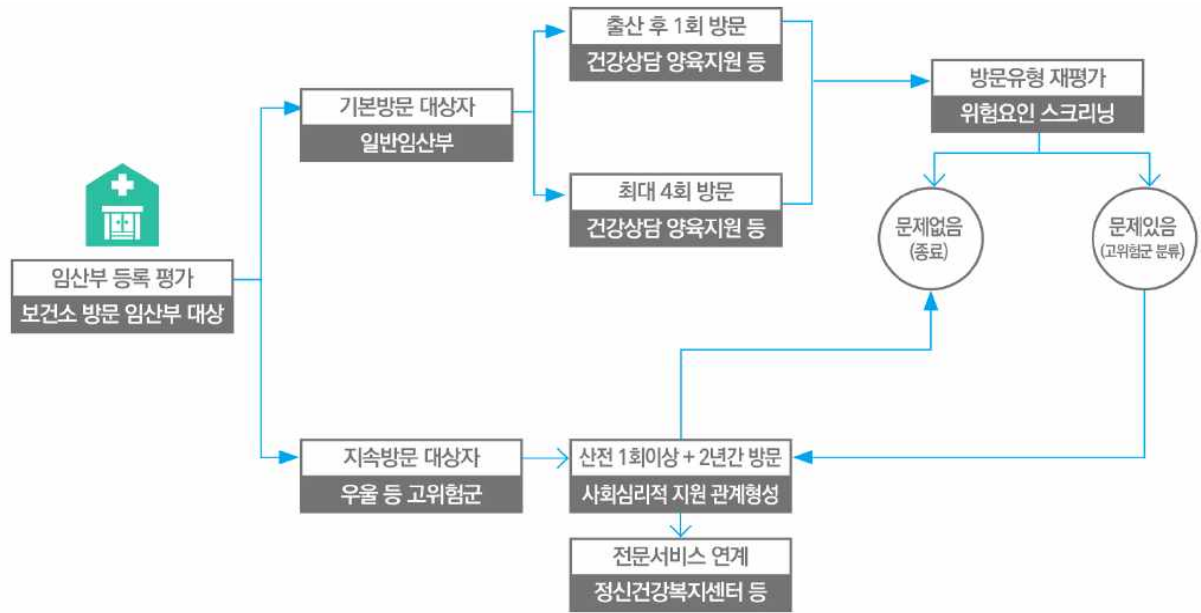 임산부 등록 평가
보건소 방문 임산부 대상
기본방문 대상자
일반임산부
출산 후 1회 방문
건강상담 양육지원 등
최대 4회 방문
건강상담 양육지원 등
방문유형 재평가
위험요인 스크리닝
문제없음
(종료)
문제있음
(고위험군 분류)
지속방문 대상자
우울 등 고위험군
산전 1회이상 + 2년간 방문
사회심리적 지원 관계형성
전문서비스 연계
정신건강복지센터 등